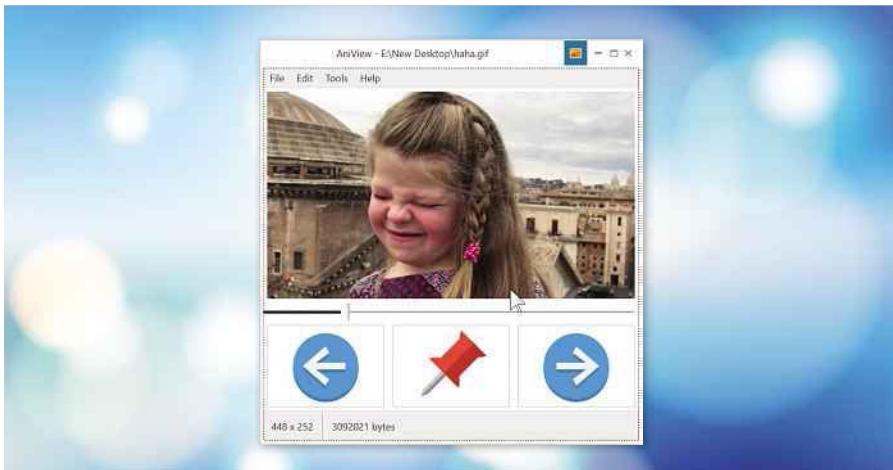 AniView - E:\New Desktop\haha.gif
File Edit Tools Help
448 x 252 3092021 bytes